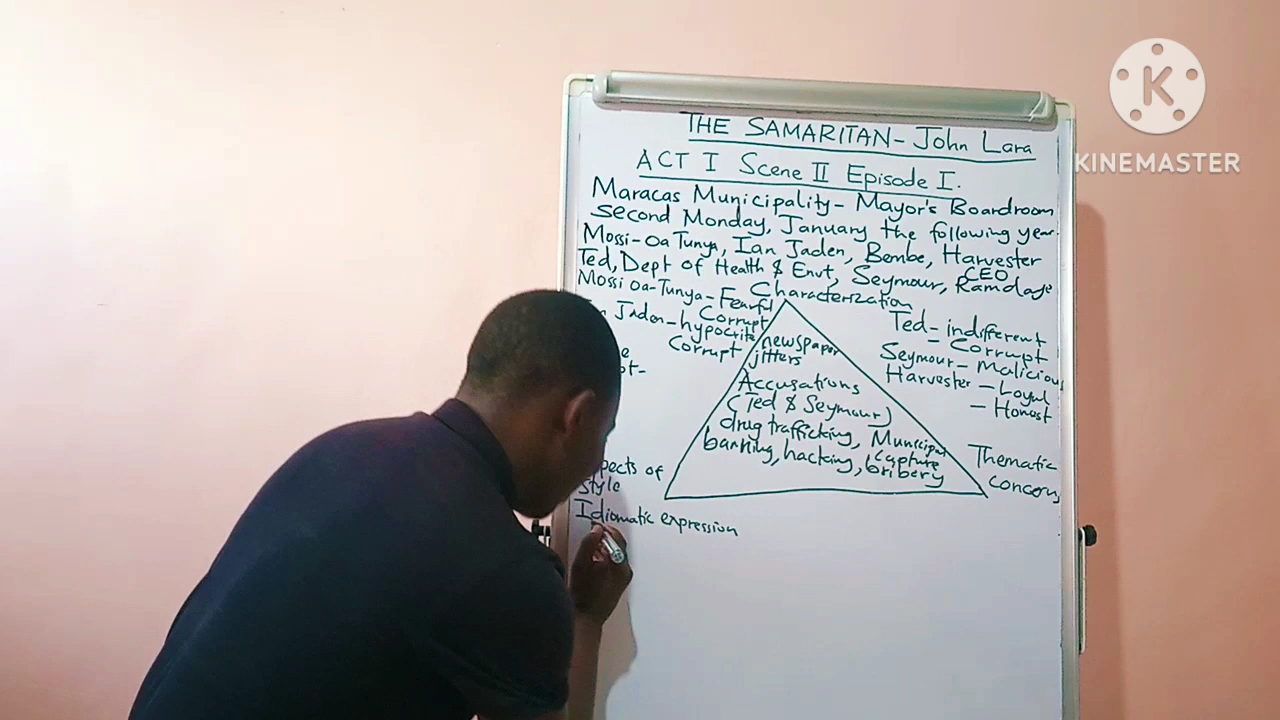 THE SAMARITAN - John Lara
ACT I Scene II Episode I.
Maracas Municipality - Mayor's Boardroom
Second Monday, January the following year.
Mossi-oa Tunya, Ian Jaden, Bembe, Harvester
CEO
Ted, Dept of Health & Envt, Seymour, Ramdage
Characterization
Mossi oa-Tunya - Fearful
Corrupt
Jaden - hypocrite
Corrupt
newspaper
jitters
Accusations
(Ted & Seymour)
drug trafficking, Municipal
Capture
barning, hacking, bribery
Ted - indifferent
- Corrupt
Seymour - Malicious
Harvester - Loyal
- Honest
Thematic
concerns
of
style
Idiomatic expression
KINEMASTER